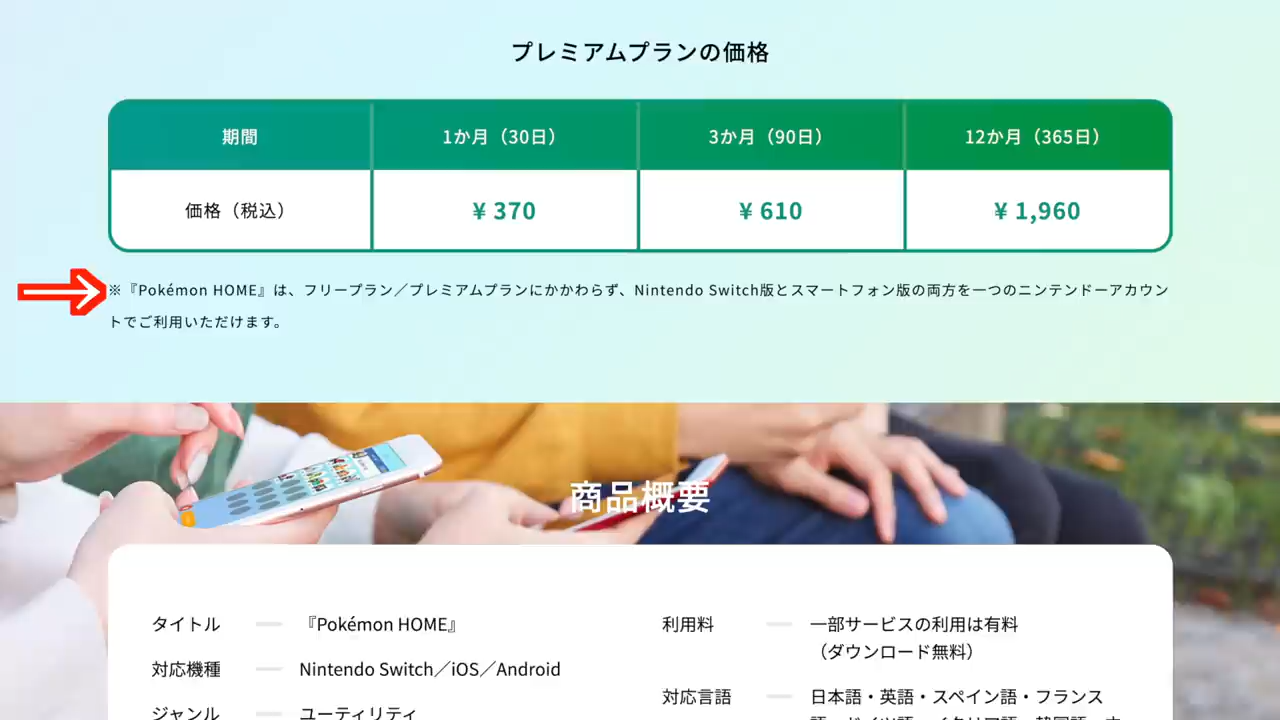 プレミアムプランの価格
期間 1か月（30日） 3か月（90日） 12か月（365日）
価格（税込） ¥ 370 ¥ 610 ¥ 1,960
※『Pokémon HOME』は、フリープラン／プレミアムプランにかかわらず、Nintendo Switch版とスマートフォン版の両方を一つのニンテンドーアカウン
トでご利用いただけます。
商品概要
タイトル 『Pokémon HOME』
対応機種 Nintendo Switch／iOS／Android
ジャンル ユーティリティ
利用料 一部サービスの利用は有料
（ダウンロード無料）
対応言語 日本語・英語・スペイン語・フランス